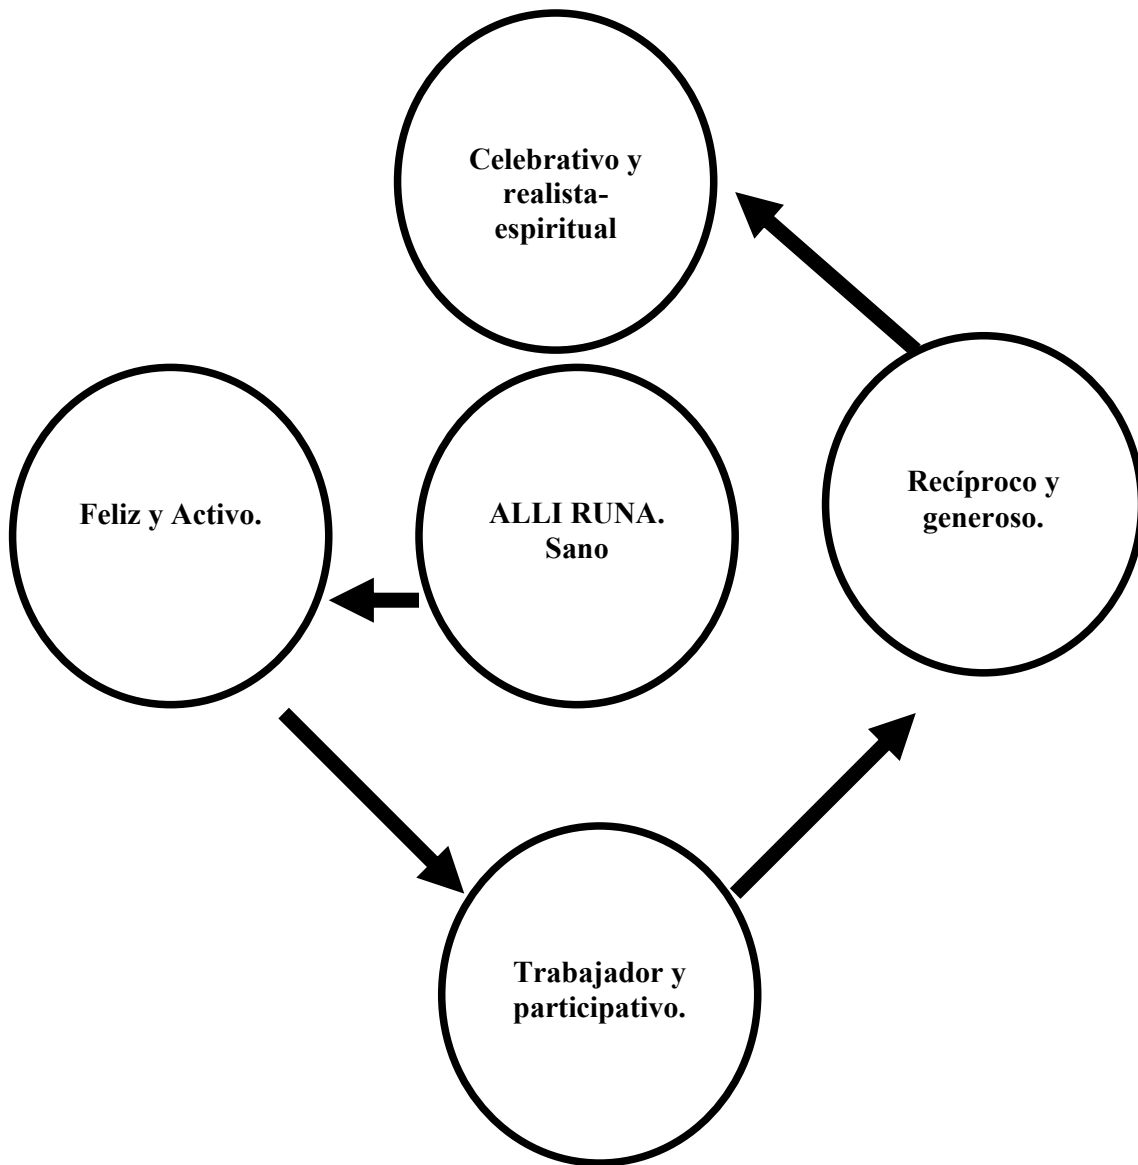 Celebrativo y
realista-
espiritual
Feliz y Activo.
ALLI RUNA.
Sano
Recíproco y
generoso.
Trabajador y
participativo.